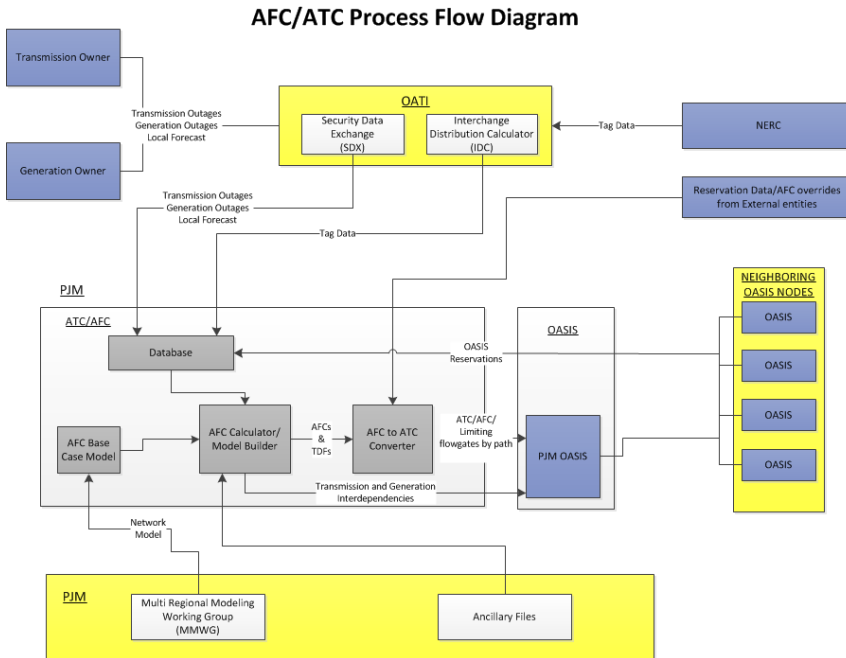 AFC/ATC Process Flow Diagram
Transmission Owner
Transmission Outages
Generation Outages
Local Forecast
Generation Owner
OATI
Security Data
Exchange
(SDX)
Interchange
Distribution Calculator
(IDC)
Tag Data
NERC
Reservation Data/AFC overrides
from External entities
Transmission Outages
Generation Outages
Local Forecast
Tag Data
PJM
ATC/AFC
Database
OASIS
OASIS
Reservations
NEIGHBORING
OASIS NODES
OASIS
OASIS
OASIS
OASIS
AFC Base
Case Model
AFC Calculator/
Model Builder
AFCs
&
TDFs
AFC to ATC
Converter
ATC/AFC/
Limiting
flowgates by path
PJM OASIS
Transmission and Generation
Interdependencies
Network
Model
PJM
Multi Regional Modeling
Working Group
(MMWG)
Ancillary Files